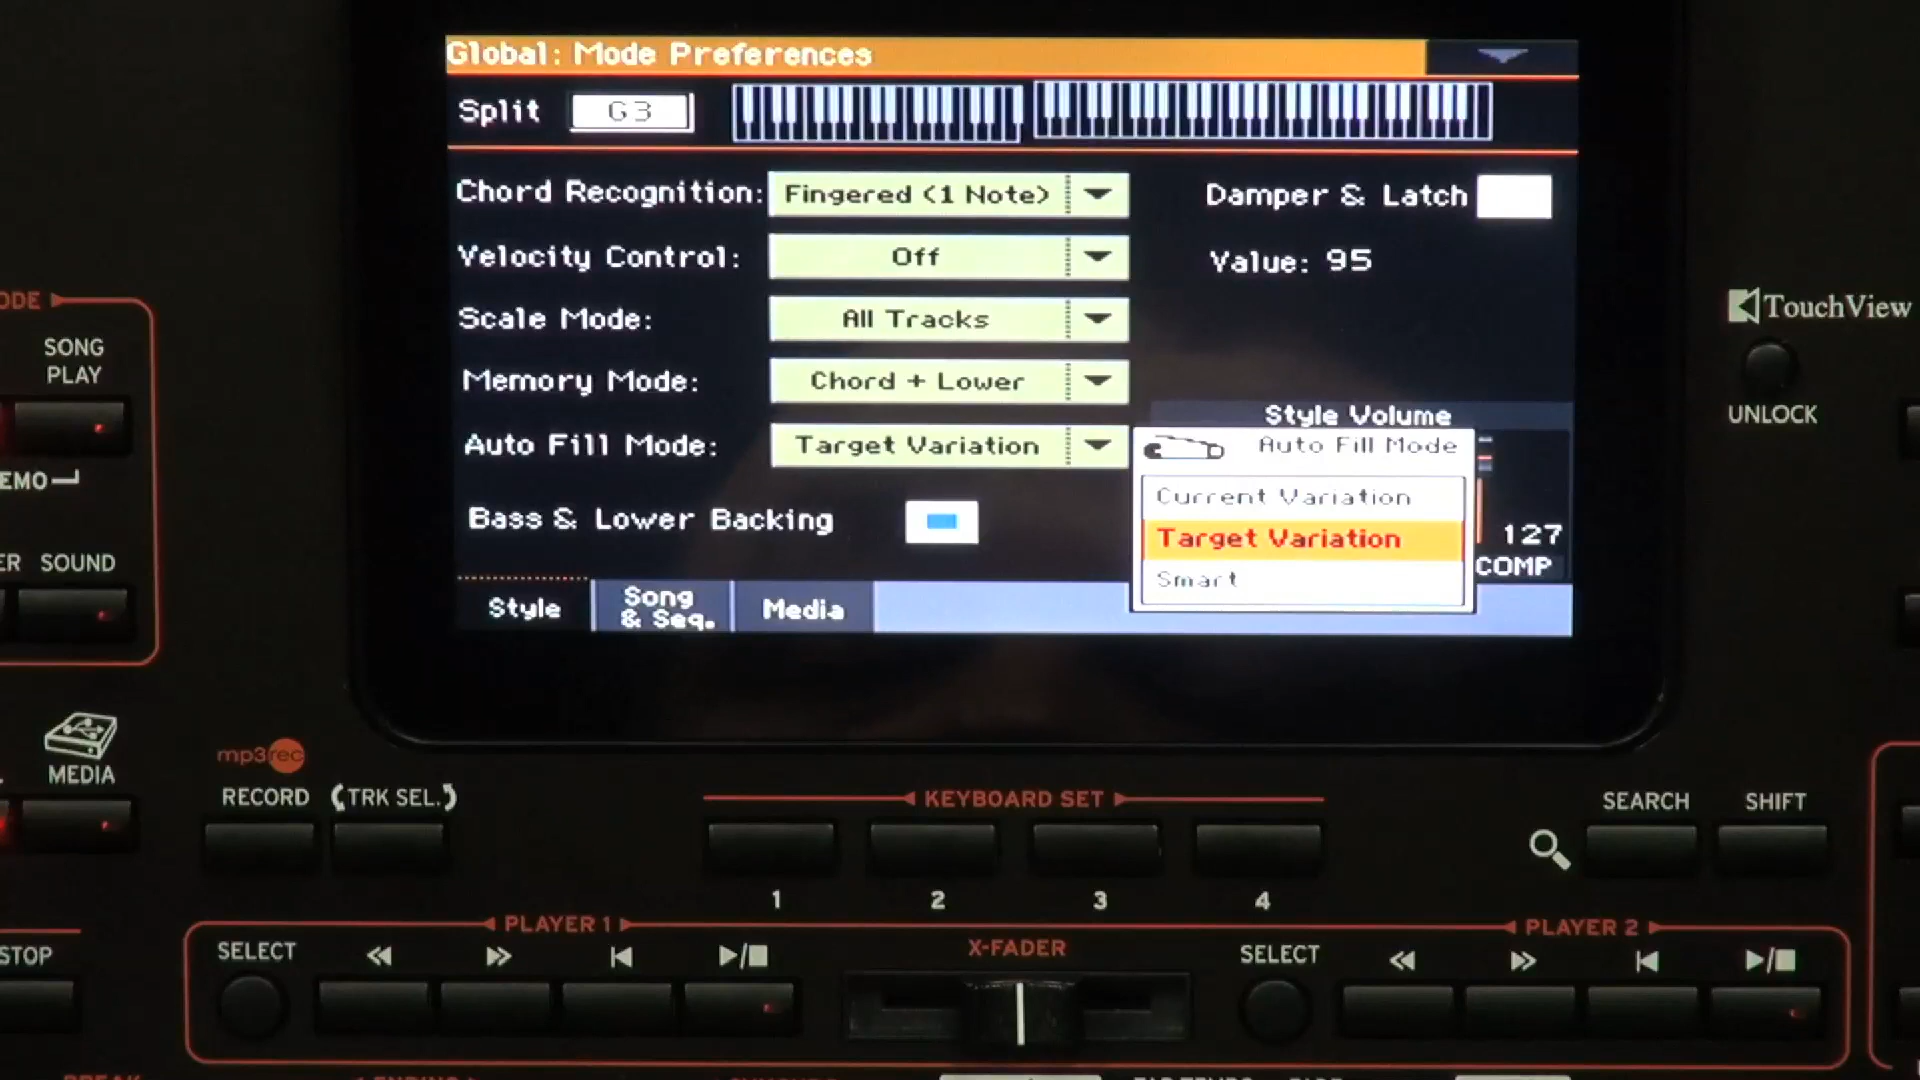 Global: Mode Preferences
Split G3
Chord Recognition: Fingered (1 Note)
Damper & Latch
Velocity Control: Off
Value: 95
Scale Mode: All Tracks
Memory Mode: Chord + Lower
Style Volume
Auto Fill Mode: Target Variation
Auto Fill Mode
Current Variation
Target Variation
Smart
127
COMP
Bass & Lower Backing
Style
Song
& Seq.
Media
SONG
PLAY
SOUND
MEDIA
TouchView
UNLOCK
mp3rec
RECORD
TRK SEL.
KEYBOARD SET
SEARCH
SHIFT
1
2
3
4
STOP
PLAYER 1
SELECT
X-FADER
PLAYER 2
SELECT